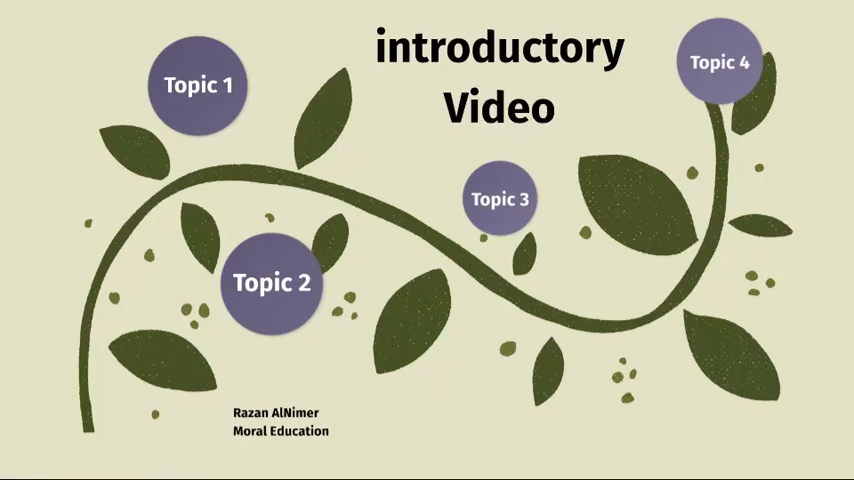 introductory
Video
Topic 1
Topic 2
Topic 3
Topic 4
Razan AlNimer
Moral Education